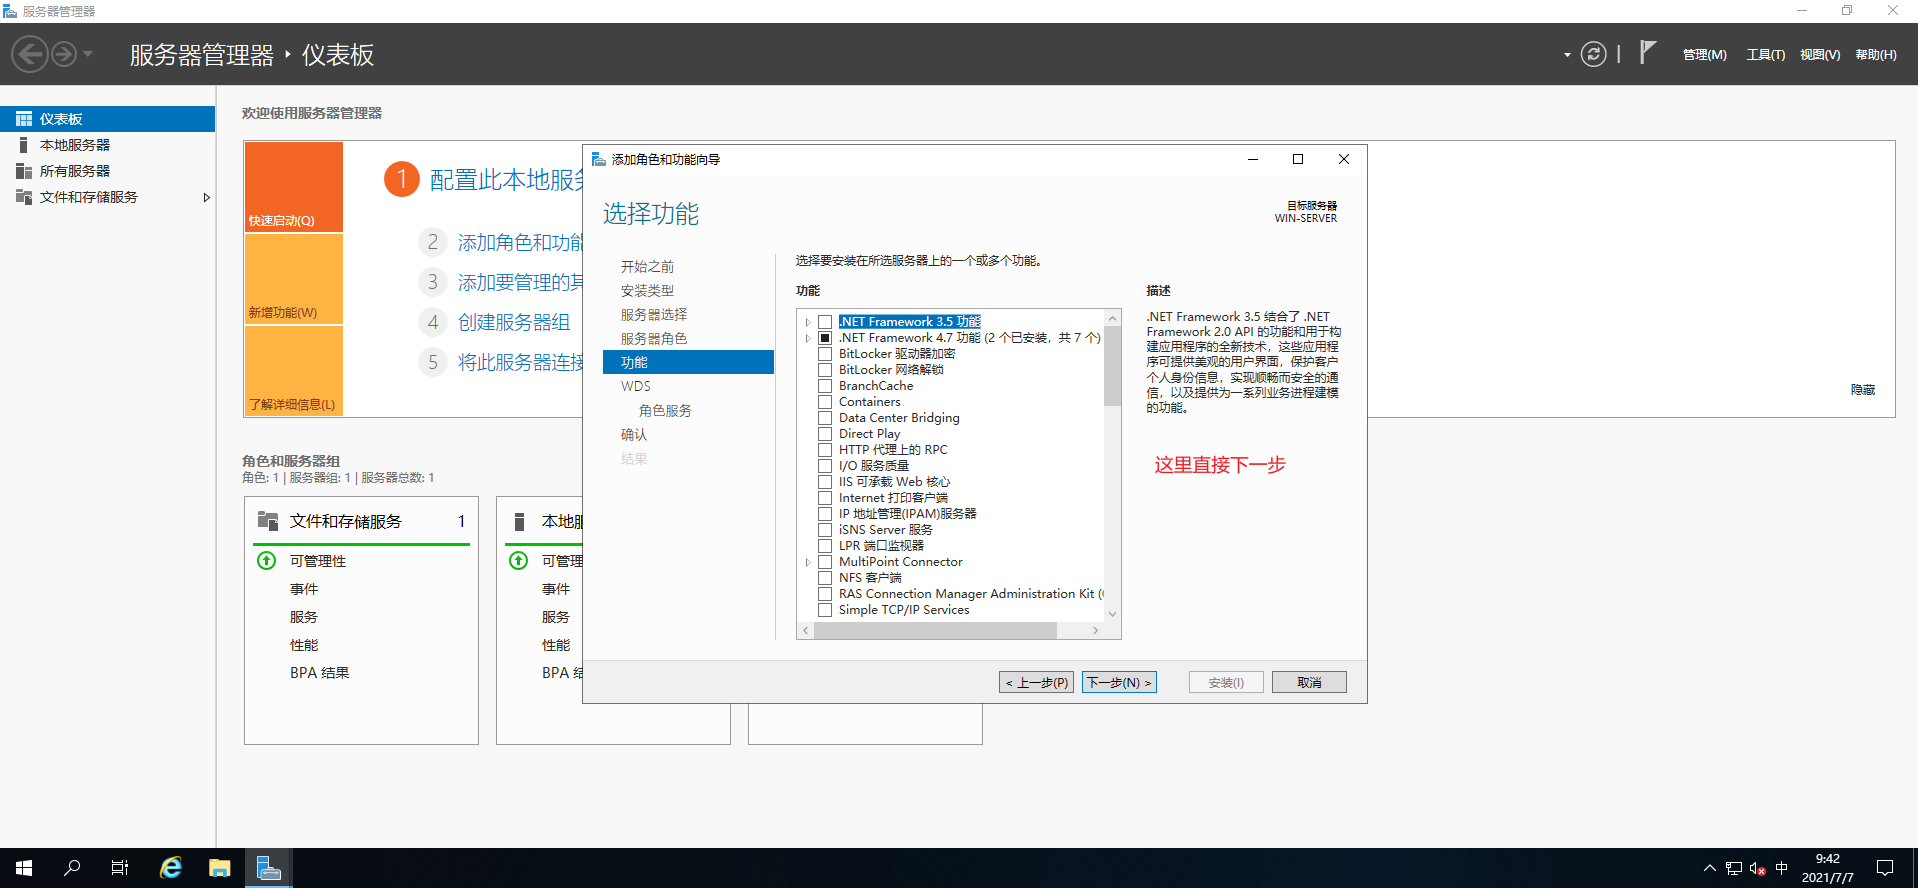 服务器管理器
服务器管理器 ‣ 仪表板
管理(M)
工具(T)
视图(V)
帮助(H)
仪表板
本地服务器
所有服务器
文件和存储服务
欢迎使用服务器管理器
快速启动(Q)
新增功能(W)
了解详细信息(L)
1 配置此本地服务
2 添加角色和功能
3 添加要管理的其
4 创建服务器组
5 将此服务器连接
隐藏
角色和服务器组
角色: 1 | 服务器组: 1 | 服务器总数: 1
文件和存储服务 1
可管理性
事件
服务
性能
BPA 结果
本地服
可管理
事件
服务
性能
BPA 结
添加角色和功能向导
选择功能
目标服务器
WIN-SERVER
开始之前
安装类型
服务器选择
服务器角色
功能
WDS
角色服务
确认
结果
选择要安装在所选服务器上的一个或多个功能。
功能
.NET Framework 3.5 功能
.NET Framework 4.7 功能 (2 个已安装，共 7 个)
BitLocker 驱动器加密
BitLocker 网络解锁
BranchCache
Containers
Data Center Bridging
Direct Play
HTTP 代理上的 RPC
I/O 服务质量
IIS 可承载 Web 核心
Internet 打印客户端
IP 地址管理(IPAM)服务器
iSNS Server 服务
LPR 端口监视器
MultiPoint Connector
NFS 客户端
RAS Connection Manager Administration Kit (
Simple TCP/IP Services
描述
.NET Framework 3.5 结合了 .NET
Framework 2.0 API 的功能和用于构
建应用程序的全新技术，这些应用程
序可提供美观的用户界面，保护客户
个人身份信息，实现顺畅而安全的通
信，以及提供为一系列业务进程建模
的功能。
这里直接下一步
< 上一步(P)
下一步(N) >
安装(I)
取消
中
9:42
2021/7/7